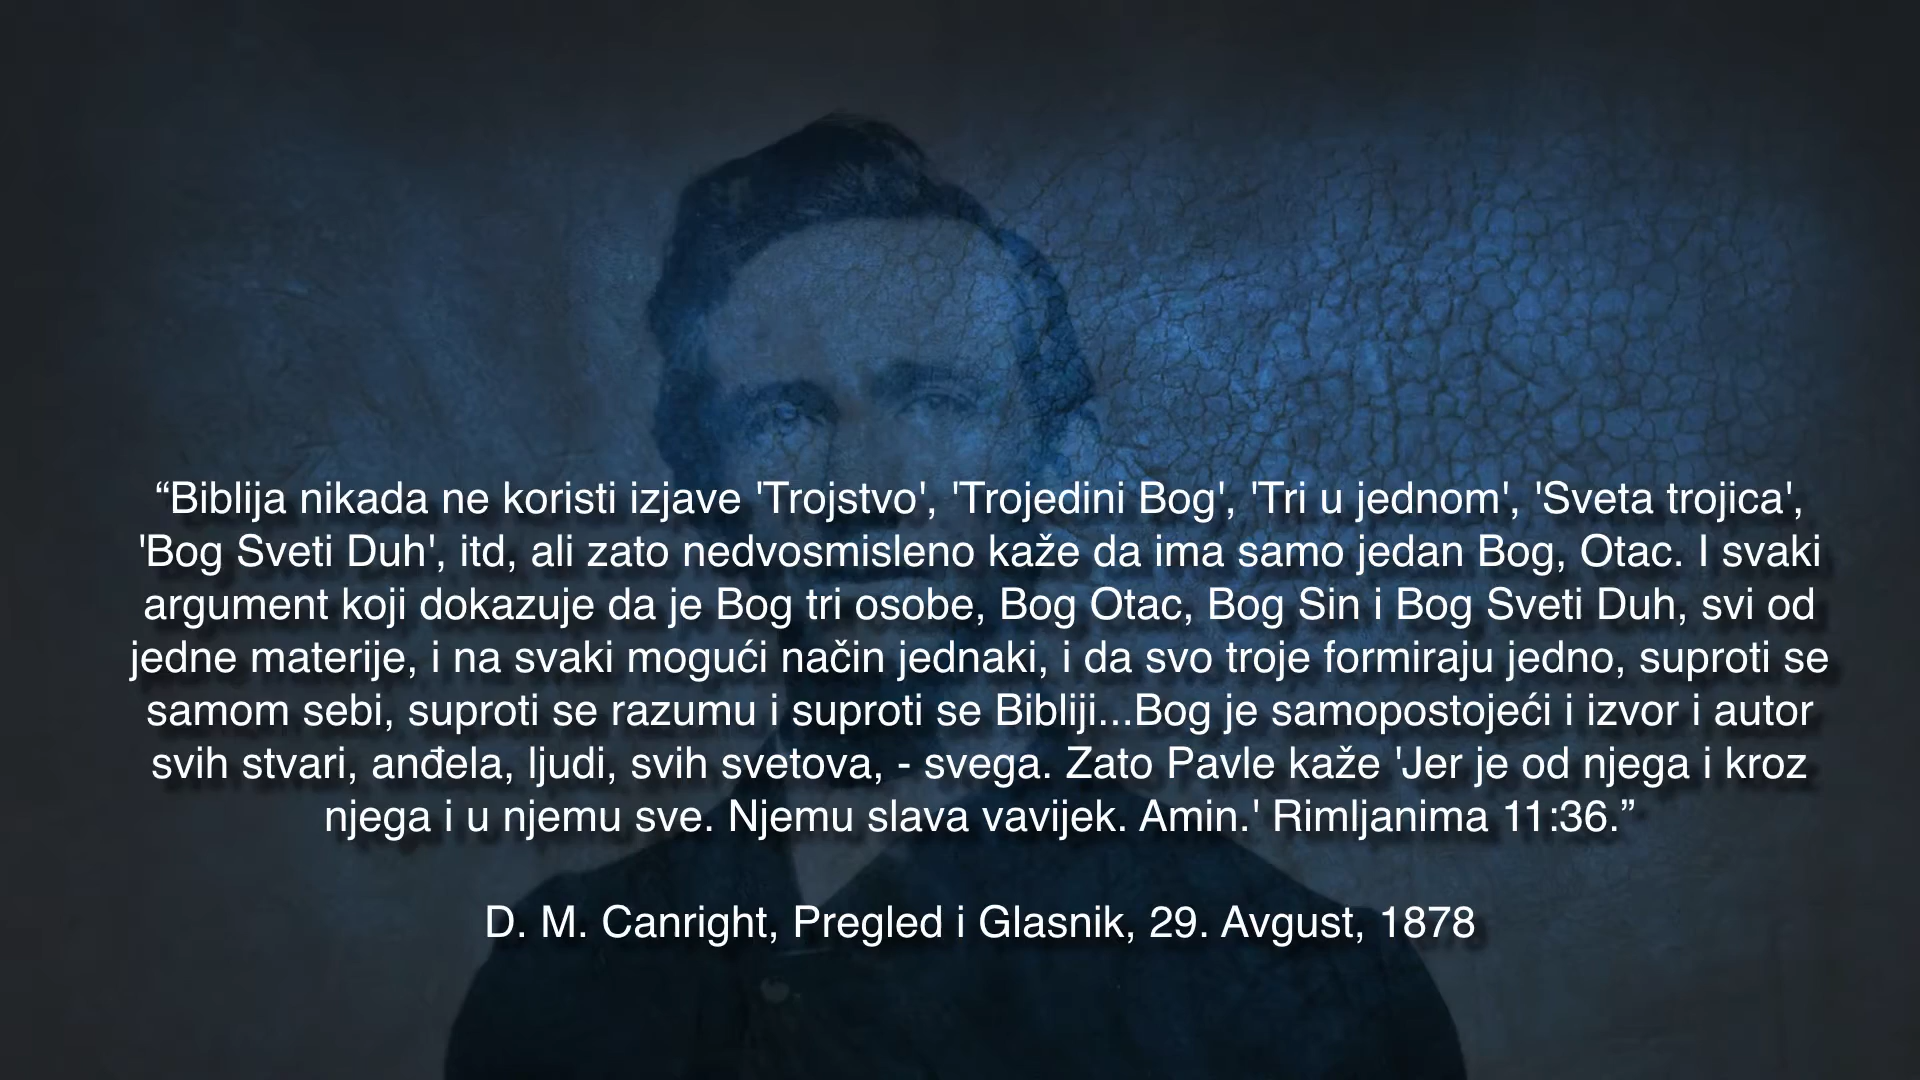 “Biblija nikada ne koristi izjave 'Trojstvo', 'Trojedini Bog', 'Tri u jednom', 'Sveta trojica',
'Bog Sveti Duh', itd, ali zato nedvosmisleno kaže da ima samo jedan Bog, Otac. I svaki
argument koji dokazuje da je Bog tri osobe, Bog Otac, Bog Sin i Bog Sveti Duh, svi od
jedne materije, i na svaki mogući način jednaki, i da svo troje formiraju jedno, suproti se
samom sebi, suproti se razumu i suproti se Bibliji...Bog je samopostojeći i izvor i autor
svih stvari, anđela, ljudi, svih svetova, - svega. Zato Pavle kaže 'Jer je od njega i kroz
njega i u njemu sve. Njemu slava vavijek. Amin.' Rimljanima 11:36.”
D. M. Canright, Pregled i Glasnik, 29. Avgust, 1878